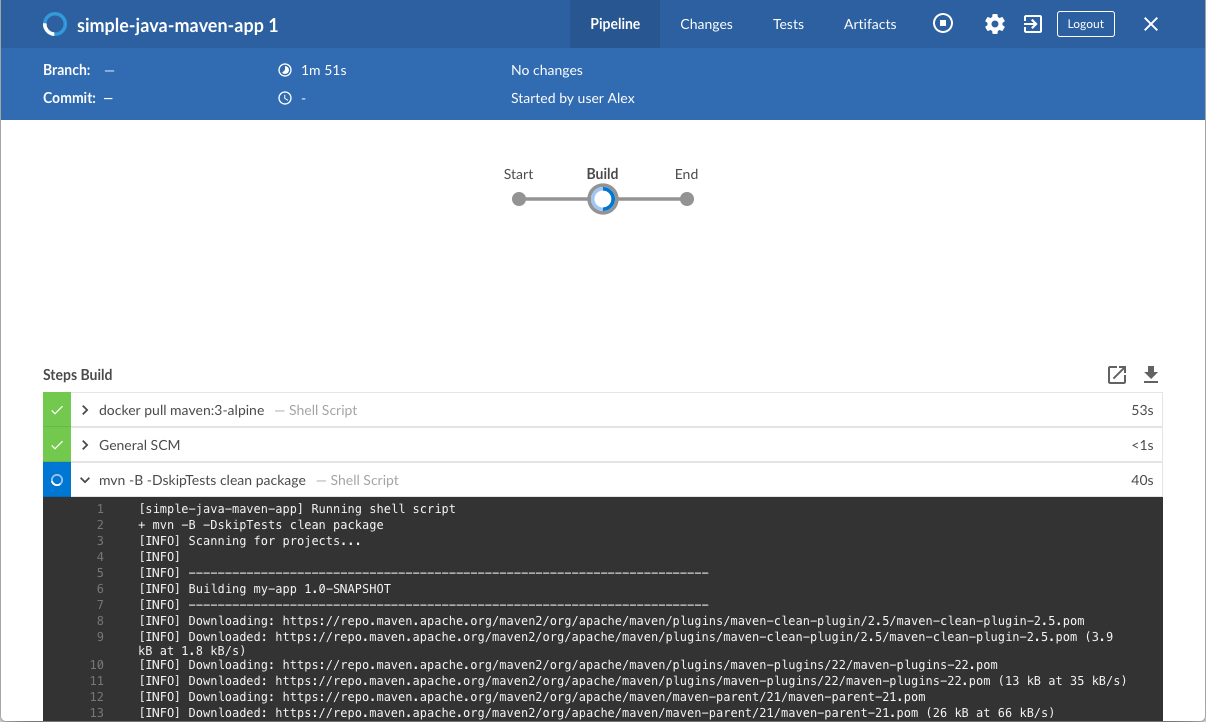 simple-java-maven-app 1 Pipeline Changes Tests Artifacts Logout
Branch: — 1m 51s No changes
Commit: — - Started by user Alex
Start Build End
Steps Build
docker pull maven:3-alpine — Shell Script 53s
General SCM <1s
mvn -B -DskipTests clean package — Shell Script 40s
1 [simple-java-maven-app] Running shell script
2 + mvn -B -DskipTests clean package
3 [INFO] Scanning for projects...
4 [INFO]
5 [INFO] ------------------------------------------------------------------------
6 [INFO] Building my-app 1.0-SNAPSHOT
7 [INFO] ------------------------------------------------------------------------
8 [INFO] Downloading: https://repo.maven.apache.org/maven2/org/apache/maven/plugins/maven-clean-plugin/2.5/maven-clean-plugin-2.5.pom
9 [INFO] Downloaded: https://repo.maven.apache.org/maven2/org/apache/maven/plugins/maven-clean-plugin/2.5/maven-clean-plugin-2.5.pom (3.9
kB at 1.8 kB/s)
10 [INFO] Downloading: https://repo.maven.apache.org/maven2/org/apache/maven/plugins/maven-plugins/22/maven-plugins-22.pom
11 [INFO] Downloaded: https://repo.maven.apache.org/maven2/org/apache/maven/plugins/maven-plugins/22/maven-plugins-22.pom (13 kB at 35 kB/s)
12 [INFO] Downloading: https://repo.maven.apache.org/maven2/org/apache/maven/maven-parent/21/maven-parent-21.pom
13 [INFO] Downloaded: https://repo.maven.apache.org/maven2/org/apache/maven/maven-parent/21/maven-parent-21.pom (26 kB at 66 kB/s)